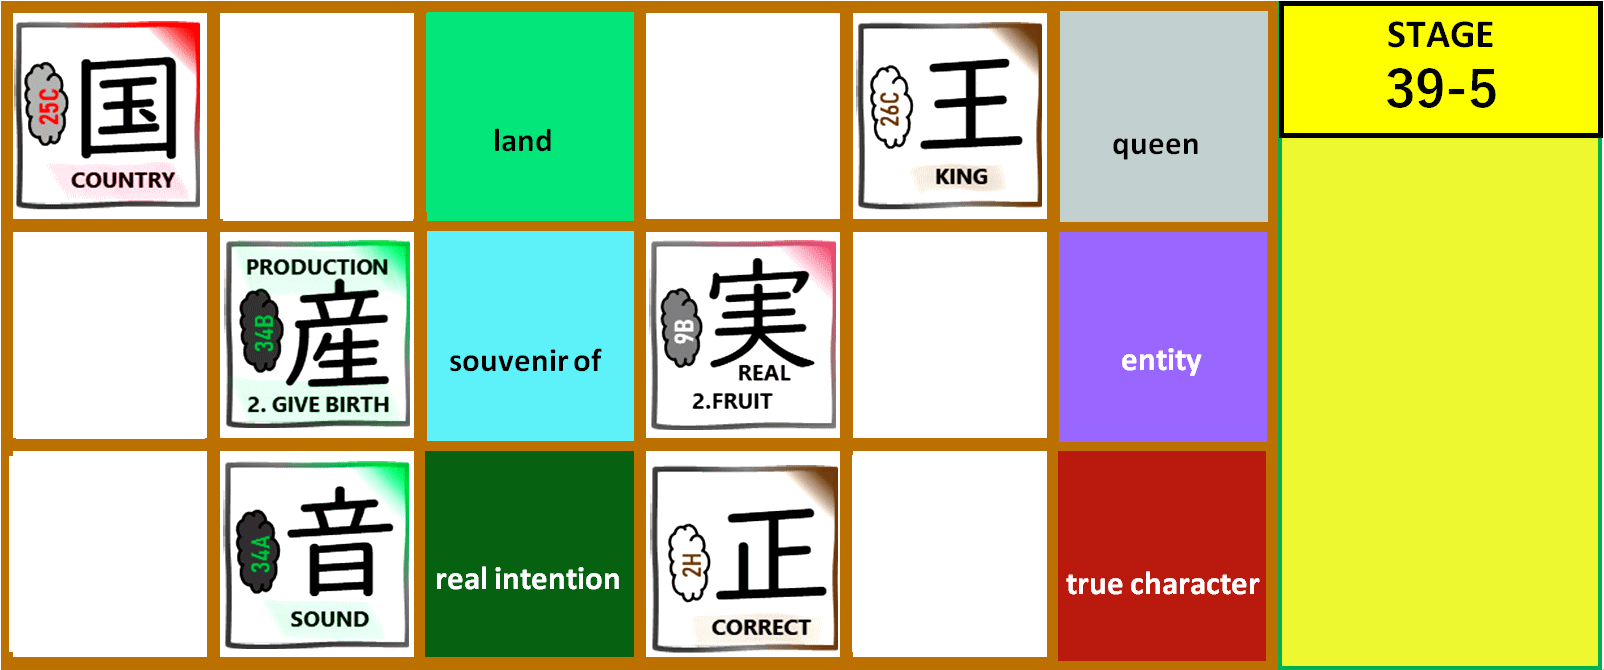 25C
国
COUNTRY
land
26C
王
KING
queen
STAGE
39-5
PRODUCTION
34B
産
2. GIVE BIRTH
souvenir of
9B
実
REAL
2.FRUIT
entity
34A
音
SOUND
real intention
2H
正
CORRECT
true character